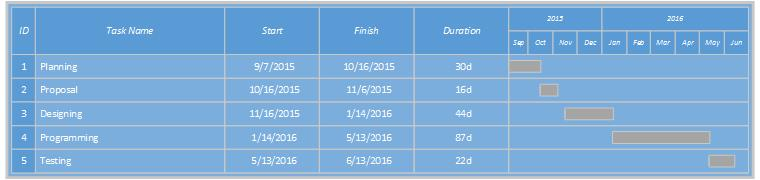 2015 2016
ID Task Name Start Finish Duration
Sep Oct Nov Dec Jan Feb Mar Apr May Jun
1 Planning 9/7/2015 10/16/2015 30d
2 Proposal 10/16/2015 11/6/2015 16d
3 Designing 11/16/2015 1/14/2016 44d
4 Programming 1/14/2016 5/13/2016 87d
5 Testing 5/13/2016 6/13/2016 22d